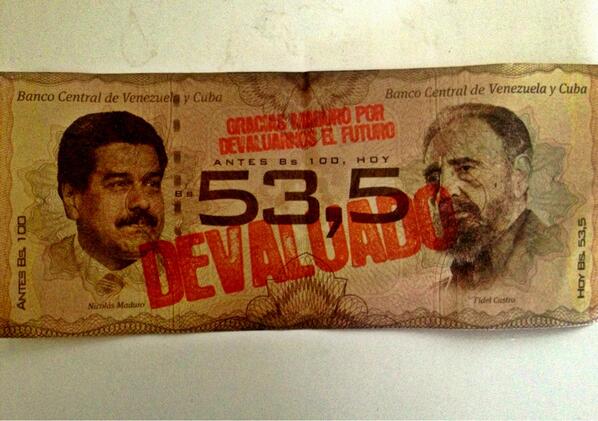 Banco Central de Venezuela y Cuba
Banco Central de Venezuela y Cuba
GRACIAS MADURO POR
DEVALUARNOS EL FUTURO
ANTES Bs 100, HOY
Bs 53,5
DEVALUADO
ANTES Bs. 100
HOY Bs. 53,5
Nicolás Maduro
Fidel Castro